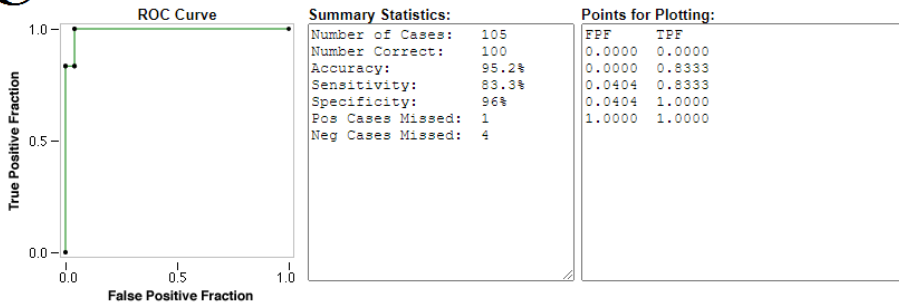 ROC Curve
1.0
0.5
0.0
True Positive Fraction
0.0 0.5 1.0
False Positive Fraction
Summary Statistics:
Number of Cases: 105
Number Correct: 100
Accuracy: 95.2%
Sensitivity: 83.3%
Specificity: 96%
Pos Cases Missed: 1
Neg Cases Missed: 4
Points for Plotting:
FPF TPF
0.0000 0.0000
0.0000 0.8333
0.0404 0.8333
0.0404 1.0000
1.0000 1.0000